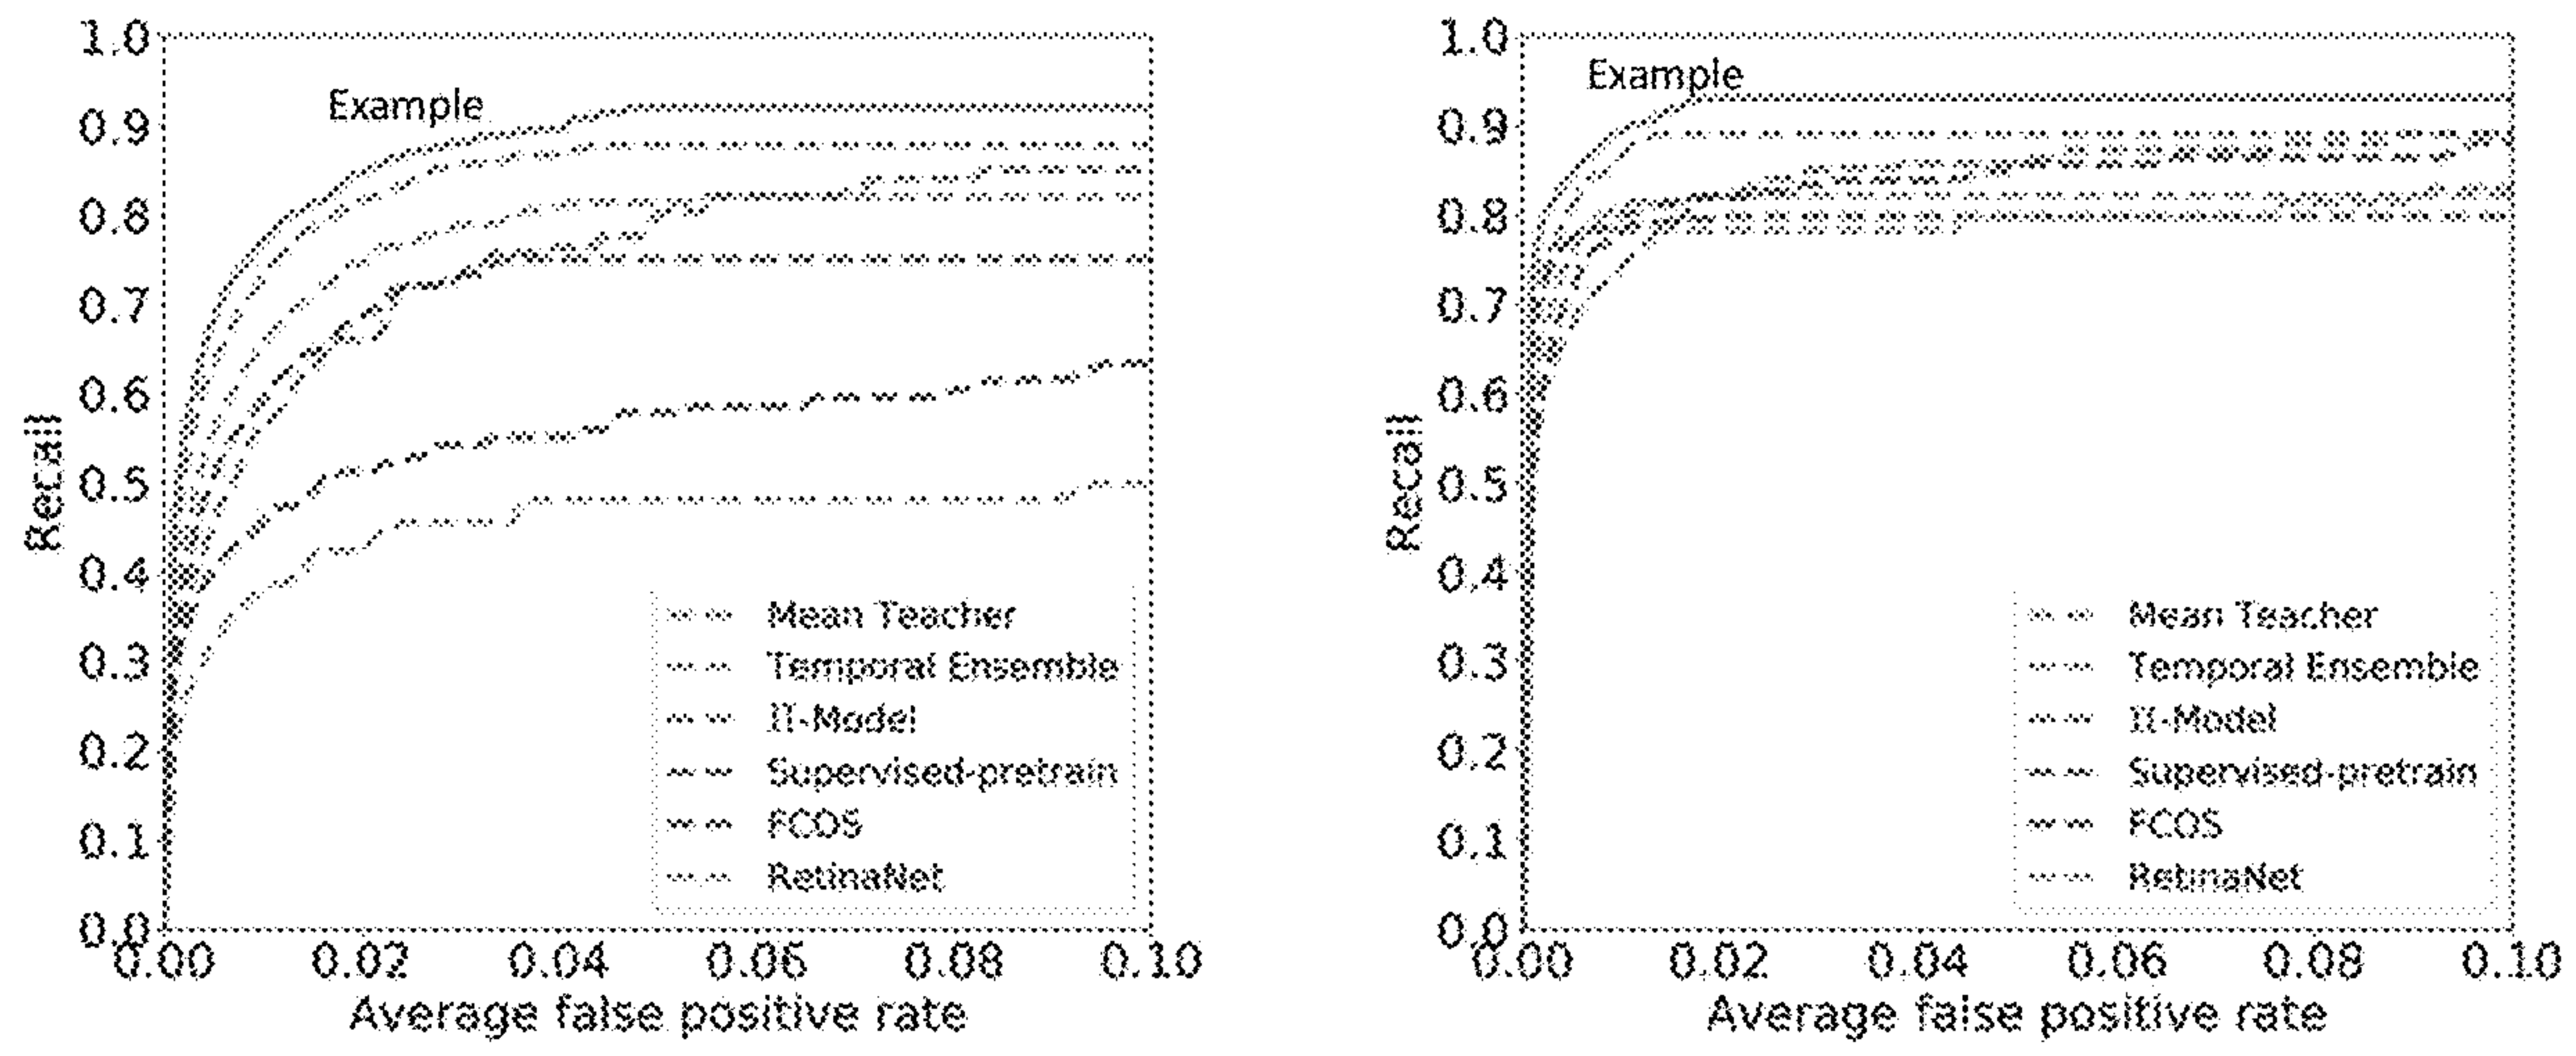 1.0
0.9
0.8
0.7
0.6
0.5
0.4
0.3
0.2
0.1
0.0
Recall
Example
Mean Teacher
Temporal Ensemble
Π-Model
Supervised-pretrain
FCOS
RetinaNet
0.00 0.02 0.04 0.06 0.08 0.10
Average false positive rate
1.0
0.9
0.8
0.7
0.6
0.5
0.4
0.3
0.2
0.1
0.0
Recall
Example
Mean Teacher
Temporal Ensemble
Π-Model
Supervised-pretrain
FCOS
RetinaNet
0.00 0.02 0.04 0.06 0.08 0.10
Average false positive rate